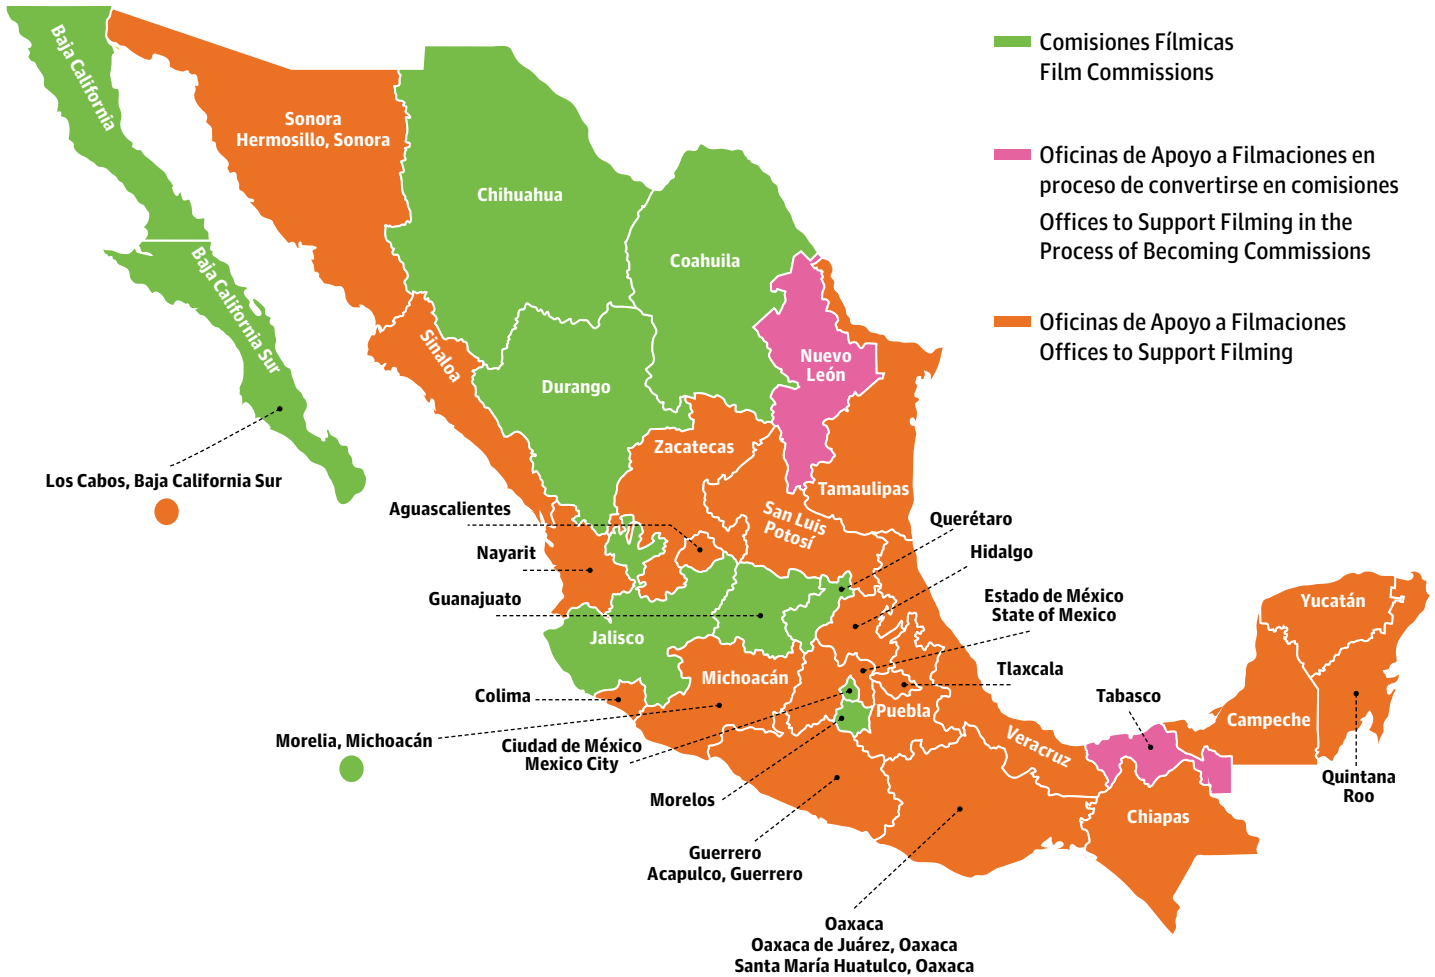 Comisiones Fílmicas
Film Commissions
Oficinas de Apoyo a Filmaciones en
proceso de convertirse en comisiones
Offices to Support Filming in the
Process of Becoming Commissions
Oficinas de Apoyo a Filmaciones
Offices to Support Filming
Baja California
Sonora
Hermosillo, Sonora
Chihuahua
Coahuila
Baja California Sur
Sinaloa
Nuevo
León
Durango
Zacatecas
Los Cabos, Baja California Sur
Tamaulipas
Aguascalientes
San Luis
Potosí
Querétaro
Nayarit
Hidalgo
Guanajuato
Estado de México
State of Mexico
Yucatán
Jalisco
Michoacán
Tlaxcala
Colima
Tabasco
Puebla
Campeche
Morelia, Michoacán
Ciudad de México
Mexico City
Veracruz
Quintana
Roo
Morelos
Chiapas
Guerrero
Acapulco, Guerrero
Oaxaca
Oaxaca de Juárez, Oaxaca
Santa María Huatulco, Oaxaca